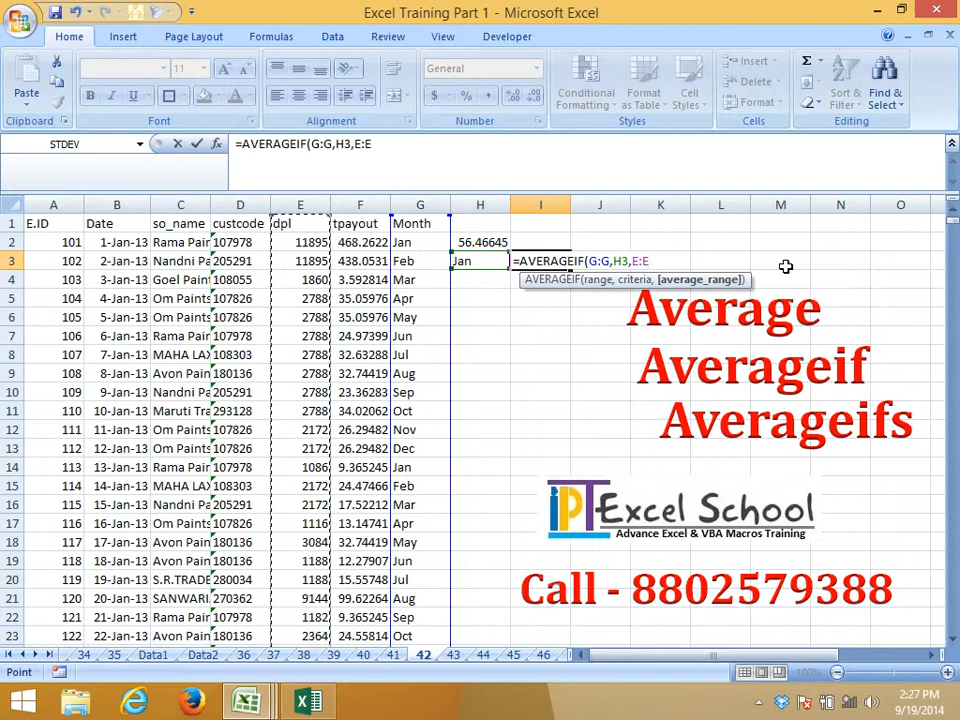 Excel Training Part 1 - Microsoft Excel
Home Insert Page Layout Formulas Data Review View Developer
11 General
Paste
Conditional Formatting Format as Table Cell Styles
Insert
Delete
Format
Sort & Filter Find & Select
Clipboard Font Alignment Number Styles Cells Editing
STDEV =AVERAGEIF(G:G,H3,E:E
A B C D E F G H I J K L M N O
1 E.ID Date so_name custcode dpl tpayout Month
2 101 1-Jan-13 Rama Pain 107978 11895 468.2622 Jan 56.46645
3 102 2-Jan-13 Nandni Pa 205291 11895 438.0531 Feb Jan =AVERAGEIF(G:G,H3,E:E
4 103 3-Jan-13 Goel Paint 108055 1860 3.592814 Mar AVERAGEIF(range, criteria, [average_range])
5 104 4-Jan-13 Om Paints 107826 2788 35.05976 Apr
6 105 5-Jan-13 Om Paints 107826 2788 35.05976 May
7 106 6-Jan-13 Rama Pain 107978 2788 24.97399 Jun
8 107 7-Jan-13 MAHA LAX 108303 2788 32.63288 Jul
9 108 8-Jan-13 Avon Pain 180136 2788 32.74419 Aug
10 109 9-Jan-13 Nandni Pa 205291 2788 23.36283 Sep
11 110 10-Jan-13 Maruti Tra 293128 2788 34.02062 Oct
12 111 11-Jan-13 Om Paints 107826 2172 26.29482 Nov
13 112 12-Jan-13 Om Paints 107826 2172 26.29482 Dec
14 113 13-Jan-13 Rama Pain 107978 1086 9.365245 Jan
15 114 14-Jan-13 MAHA LAX 108303 2172 24.47466 Feb
16 115 15-Jan-13 Nandni Pa 205291 2172 17.52212 Mar
17 116 16-Jan-13 Om Paints 107826 1116 13.14741 Apr
18 117 17-Jan-13 Avon Pain 180136 3084 32.74419 May
19 118 18-Jan-13 Avon Pain 180136 1188 12.27907 Jun
20 119 19-Jan-13 S.R.TRADE 280034 1188 15.55748 Jul
21 120 20-Jan-13 SANWARI 270362 9144 99.62264 Aug
22 121 21-Jan-13 Rama Pain 107978 1182 9.365245 Sep
23 122 22-Jan-13 Avon Pain 180136 2364 24.55814 Oct
Average
Averageif
Averageifs
IPT Excel School
Advance Excel & VBA Macros Training
Call - 8802579388
34 35 Data1 Data2 36 37 38 39 40 41 42 43 44 45 46
Point 100%
2:27 PM
9/19/2014